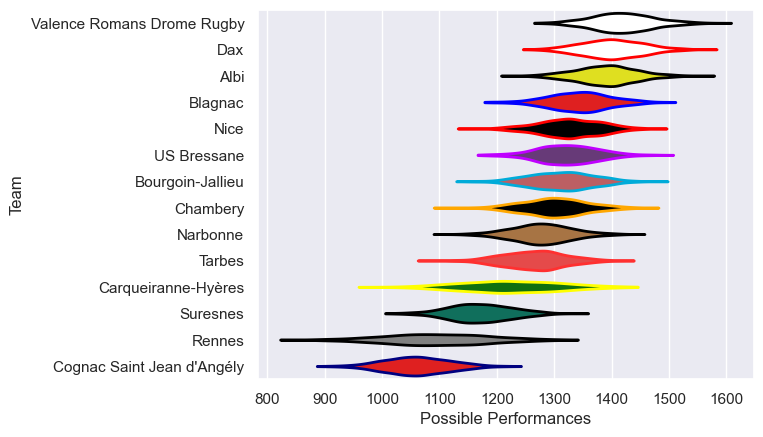 Valence Romans Drome Rugby
Dax
Albi
Blagnac
Nice
US Bressane
Bourgoin-Jallieu
Chambery
Narbonne
Tarbes
Carqueiranne-Hyères
Suresnes
Rennes
Cognac Saint Jean d'Angély
Team
800 900 1000 1100 1200 1300 1400 1500 1600
Possible Performances